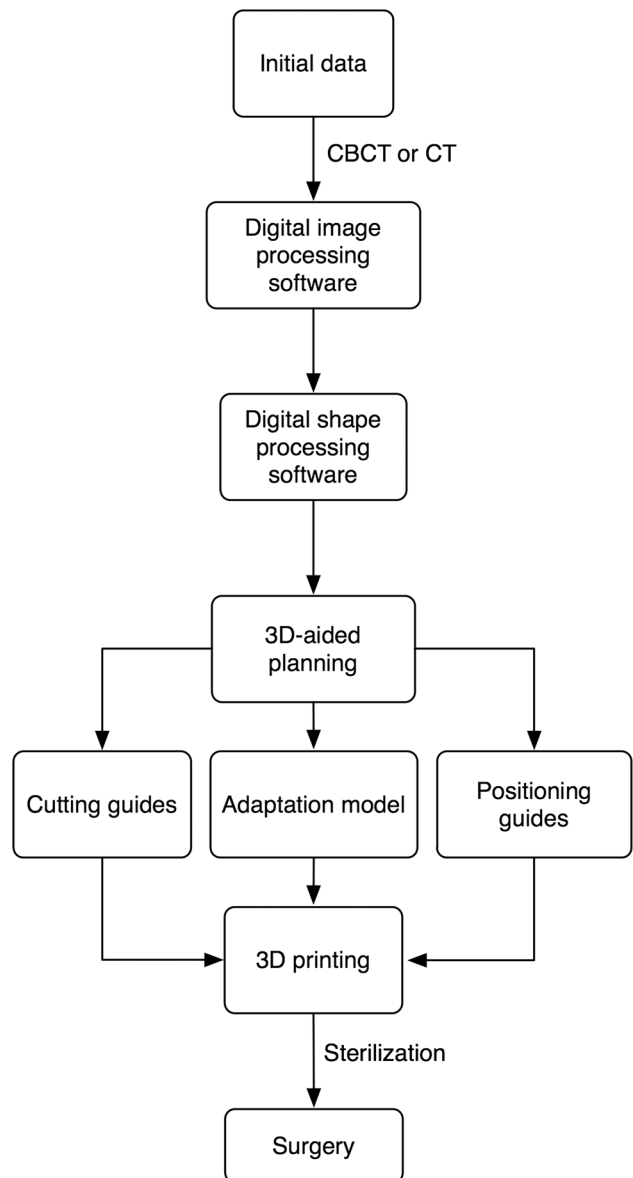 Initial data
CBCT or CT
Digital image
processing
software
Digital shape
processing
software
3D-aided
planning
Cutting guides
Adaptation model
Positioning
guides
3D printing
Sterilization
Surgery